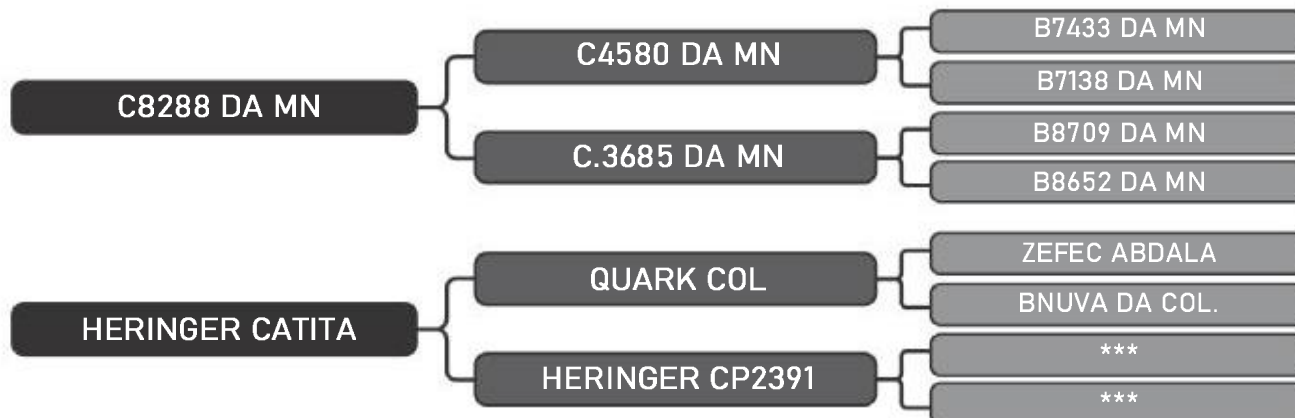 C8288 DA MN
C4580 DA MN
B7433 DA MN
B7138 DA MN
C.3685 DA MN
B8709 DA MN
B8652 DA MN
HERINGER CATITA
QUARK COL
ZEFEC ABDALA
BNUVA DA COL.
HERINGER CP2391
***
***